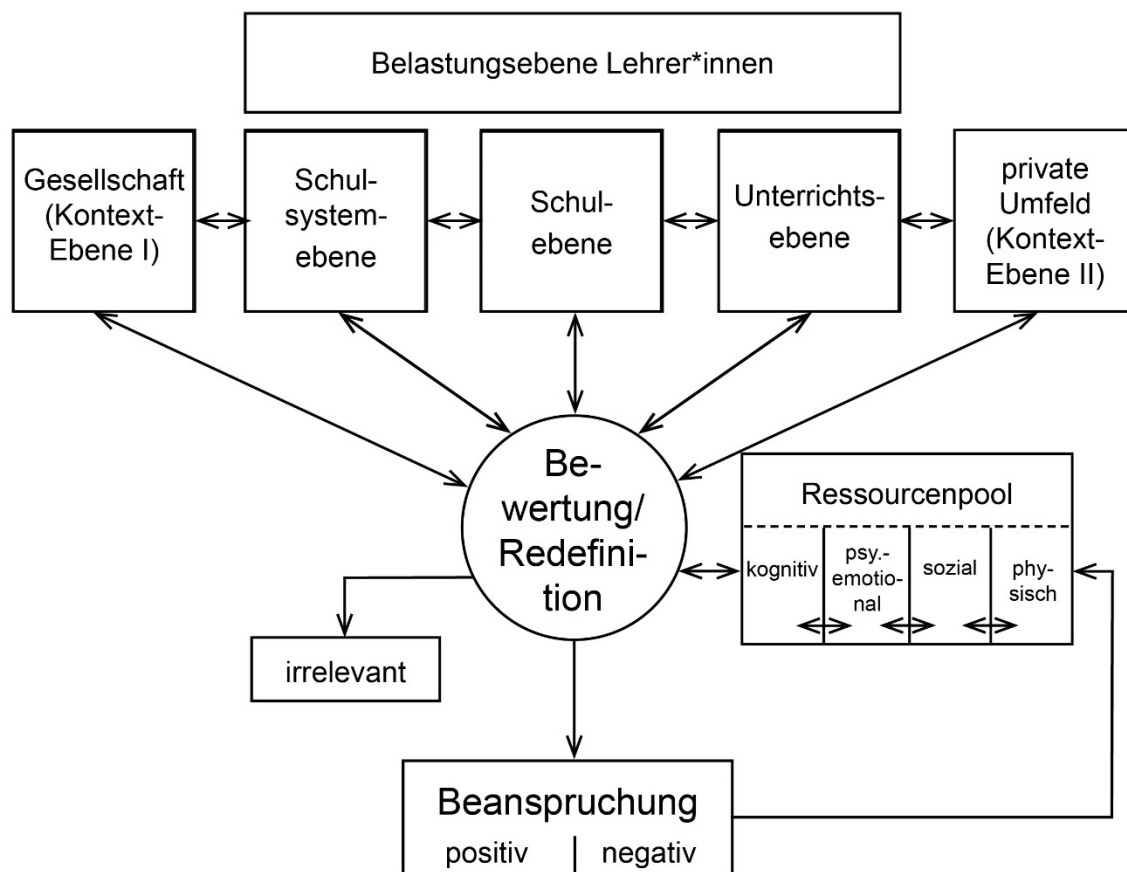 Belastungsebene Lehrer*innen
Gesellschaft
(Kontext-
Ebene I)
Schul-
system-
ebene
Schul-
ebene
Unterrichts-
ebene
private
Umfeld
(Kontext-
Ebene II)
Be-
wertung/
Redefini-
tion
Ressourcenpool
kognitiv
psy.-
emotio-
nal
sozial
phy-
sisch
irrelevant
Beanspruchung
positiv
negativ